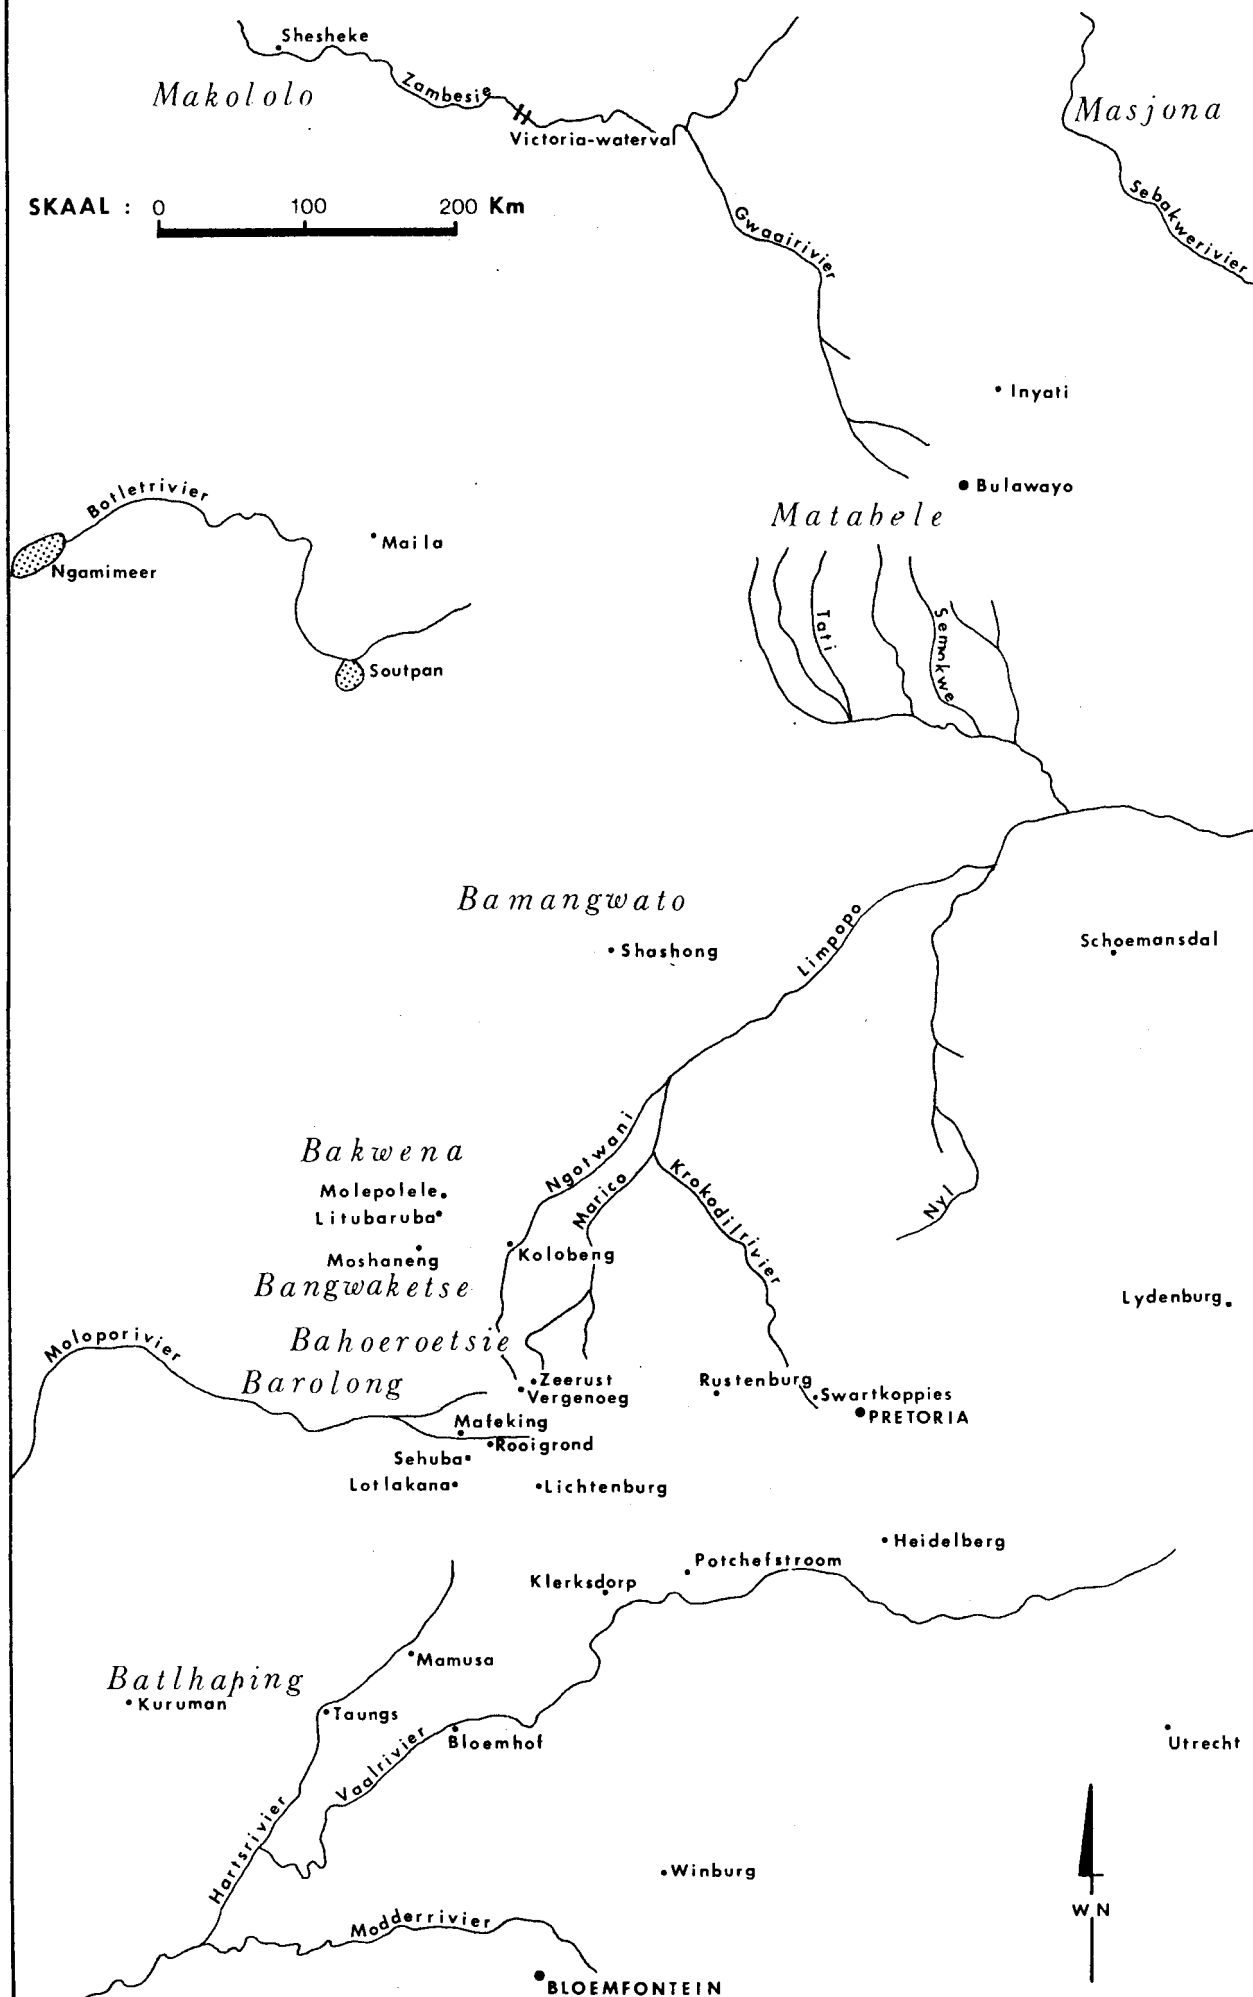 Shesheke
Makololo
Zambesie
Masjona
Victoria-waterval
Sebakwerivier
SKAAL : 0 100 200 Km
Gwaairivier
Inyati
Bulawayo
Botletrivier
Matabele
Maila
Ngamimeer
Tati
Semokwe
Soutpan
Bamangwato
Limpopo
Shashong
Schoemansdal
Ngotwani
Bakwena
Marico
Krokodilrivier
Molepolele
Litubaruba
Nyl
Moshaneng
Kolobeng
Bangwaketse
Lydenburg
Moloporivier
Bahoeroetsie
Barolong
Zeerust
Vergenoeg
Rustenburg
Swartkoppies
PRETORIA
Mafeking
Rooigrond
Sehuba
Lotlakana
Lichtenburg
Heidelberg
Potchefstroom
Klerksdorp
Mamusa
Batlhaping
Kuruman
Taungs
Vaalrivier
Bloemhof
Utrecht
Hartsrivier
Winburg
W N
Modderrivier
BLOEMFONTEIN